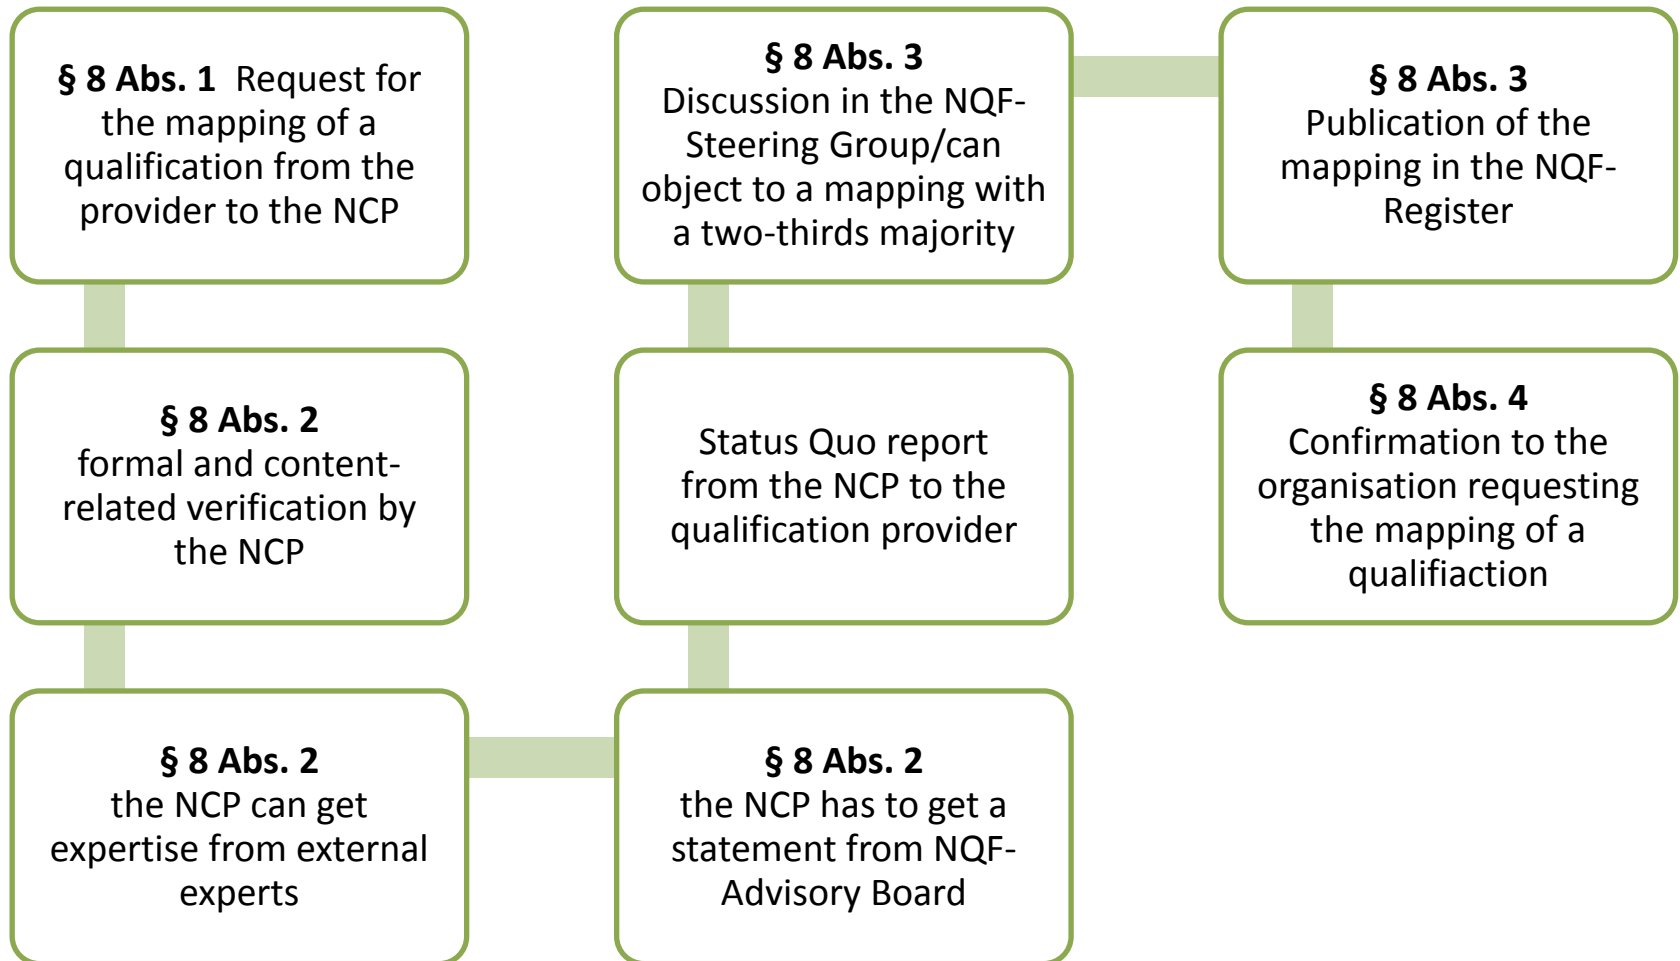 § 8 Abs. 1  Request for
the mapping of a
qualification from the
provider to the NCP
§ 8 Abs. 2
formal and content-
related verification by
the NCP
§ 8 Abs. 2
the NCP can get
expertise from external
experts
§ 8 Abs. 2
the NCP has to get a
statement from NQF-
Advisory Board
Status Quo report
from the NCP to the
qualification provider
§ 8 Abs. 3
Discussion in the NQF-
Steering Group/can
object to a mapping with
a two-thirds majority
§ 8 Abs. 3
Publication of the
mapping in the NQF-
Register
§ 8 Abs. 4
Confirmation to the
organisation requesting
the mapping of a
qualifiaction